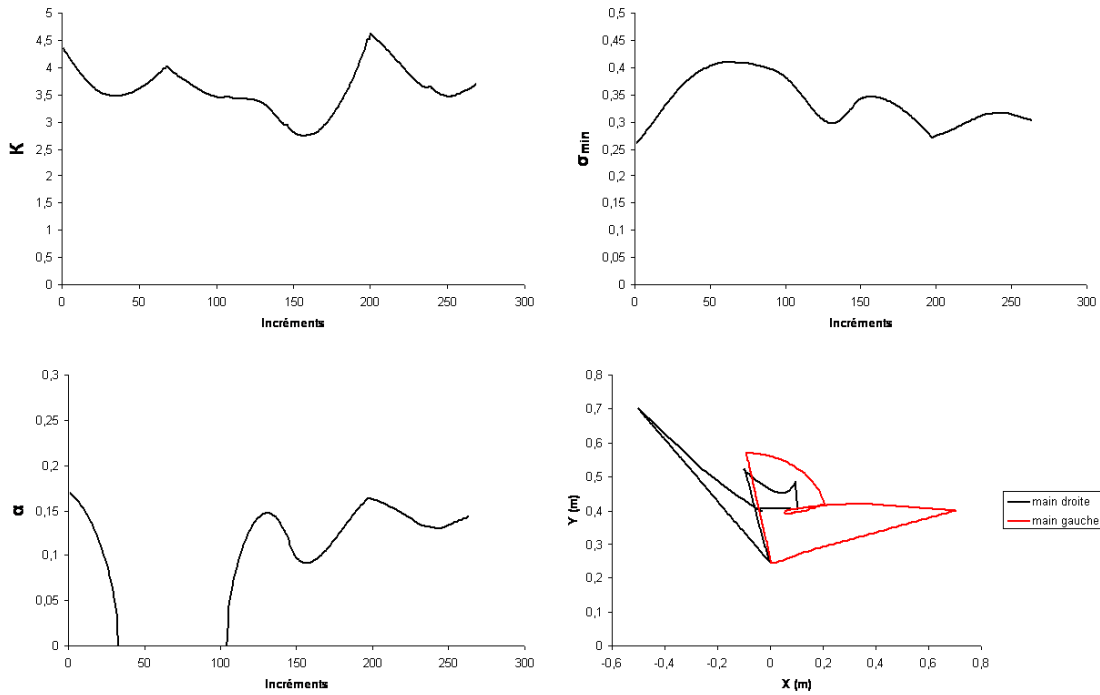 5
4,5
4
3,5
3
2,5
2
1,5
1
0,5
0
K
0 50 100 150 200 250 300
Incréments
0,5
0,45
0,4
0,35
0,3
0,25
0,2
0,15
0,1
0,05
0
σmin
0 50 100 150 200 250 300
Incréments
0,3
0,25
0,2
0,15
0,1
0,05
0
α
0 50 100 150 200 250 300
Incréments
0,8
0,7
0,6
0,5
0,4
0,3
0,2
0,1
0
Y (m)
-0,6 -0,4 -0,2 0 0,2 0,4 0,6 0,8
X (m)
main droite
main gauche